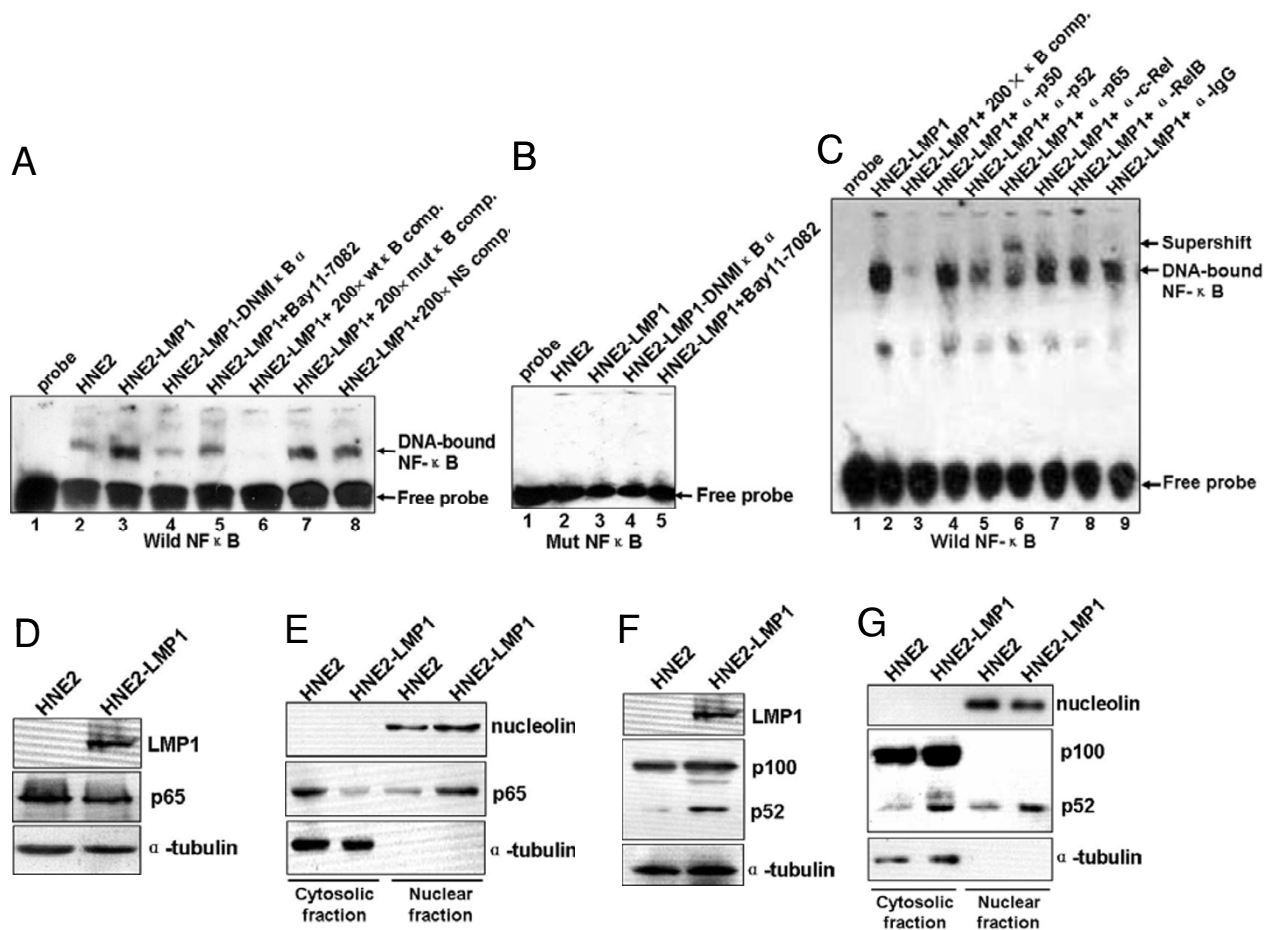 A
probe
HNE2
HNE2-LMP1
HNE2-LMP1-DNMIκBα
HNE2-LMP1+Bay11-7082
HNE2-LMP1+ 200× wt κ B comp.
HNE2-LMP1+ 200× mut κ B comp.
HNE2-LMP1+200× NS comp.
DNA-bound
NF-κB
Free probe
1 2 3 4 5 6 7 8
Wild NFκB
B
probe
HNE2
HNE2-LMP1
HNE2-LMP1-DNMIκBα
HNE2-LMP1+Bay11-7082
Free probe
1 2 3 4 5
Mut NFκB
C
probe
HNE2-LMP1
HNE2-LMP1+ 200× κ B comp.
HNE2-LMP1+ α-p50
HNE2-LMP1+ α-p52
HNE2-LMP1+ α-p65
HNE2-LMP1+ α-c-Rel
HNE2-LMP1+ α-RelB
HNE2-LMP1+ α-IgG
Supershift
DNA-bound
NF-κB
Free probe
1 2 3 4 5 6 7 8 9
Wild NF-κB
D
HNE2
HNE2-LMP1
LMP1
p65
α-tubulin
E
HNE2
HNE2-LMP1
HNE2
HNE2-LMP1
nucleolin
p65
α-tubulin
Cytosolic
fraction
Nuclear
fraction
F
HNE2
HNE2-LMP1
LMP1
p100
p52
α-tubulin
G
HNE2
HNE2-LMP1
HNE2
HNE2-LMP1
nucleolin
p100
p52
α-tubulin
Cytosolic
fraction
Nuclear
fraction